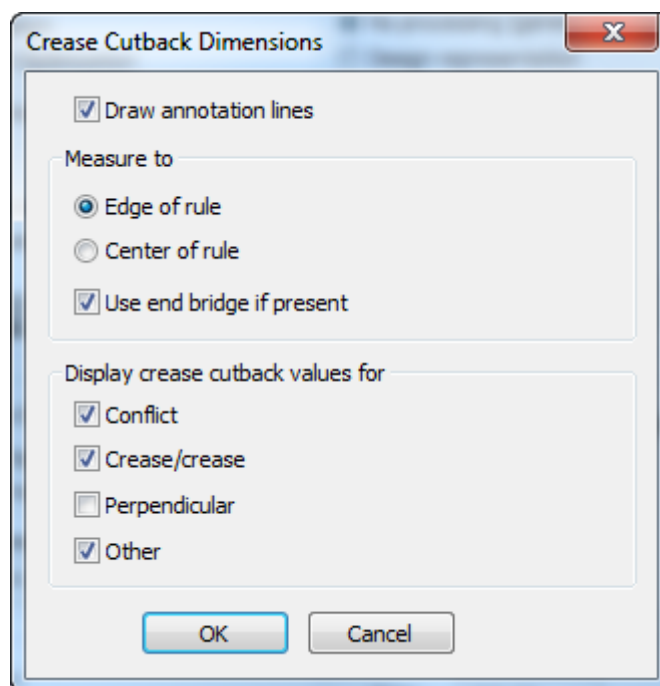 Crease Cutback Dimensions
Draw annotation lines
Measure to
Edge of rule
Center of rule
Use end bridge if present
Display crease cutback values for
Conflict
Crease/crease
Perpendicular
Other
OK Cancel